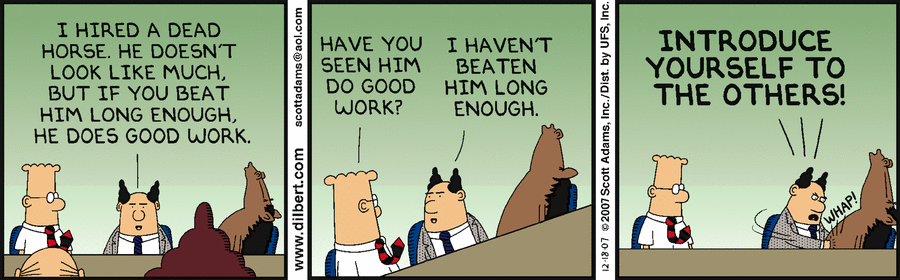 I HIRED A DEAD
HORSE. HE DOESN'T
LOOK LIKE MUCH,
BUT IF YOU BEAT
HIM LONG ENOUGH,
HE DOES GOOD WORK.
www.dilbert.com
scottadams@aol.com
HAVE YOU
SEEN HIM
DO GOOD
WORK?
I HAVEN'T
BEATEN
HIM LONG
ENOUGH.
12-18-07 © 2007 Scott Adams, Inc./Dist. by UFS, Inc.
INTRODUCE
YOURSELF TO
THE OTHERS!
WHAP!